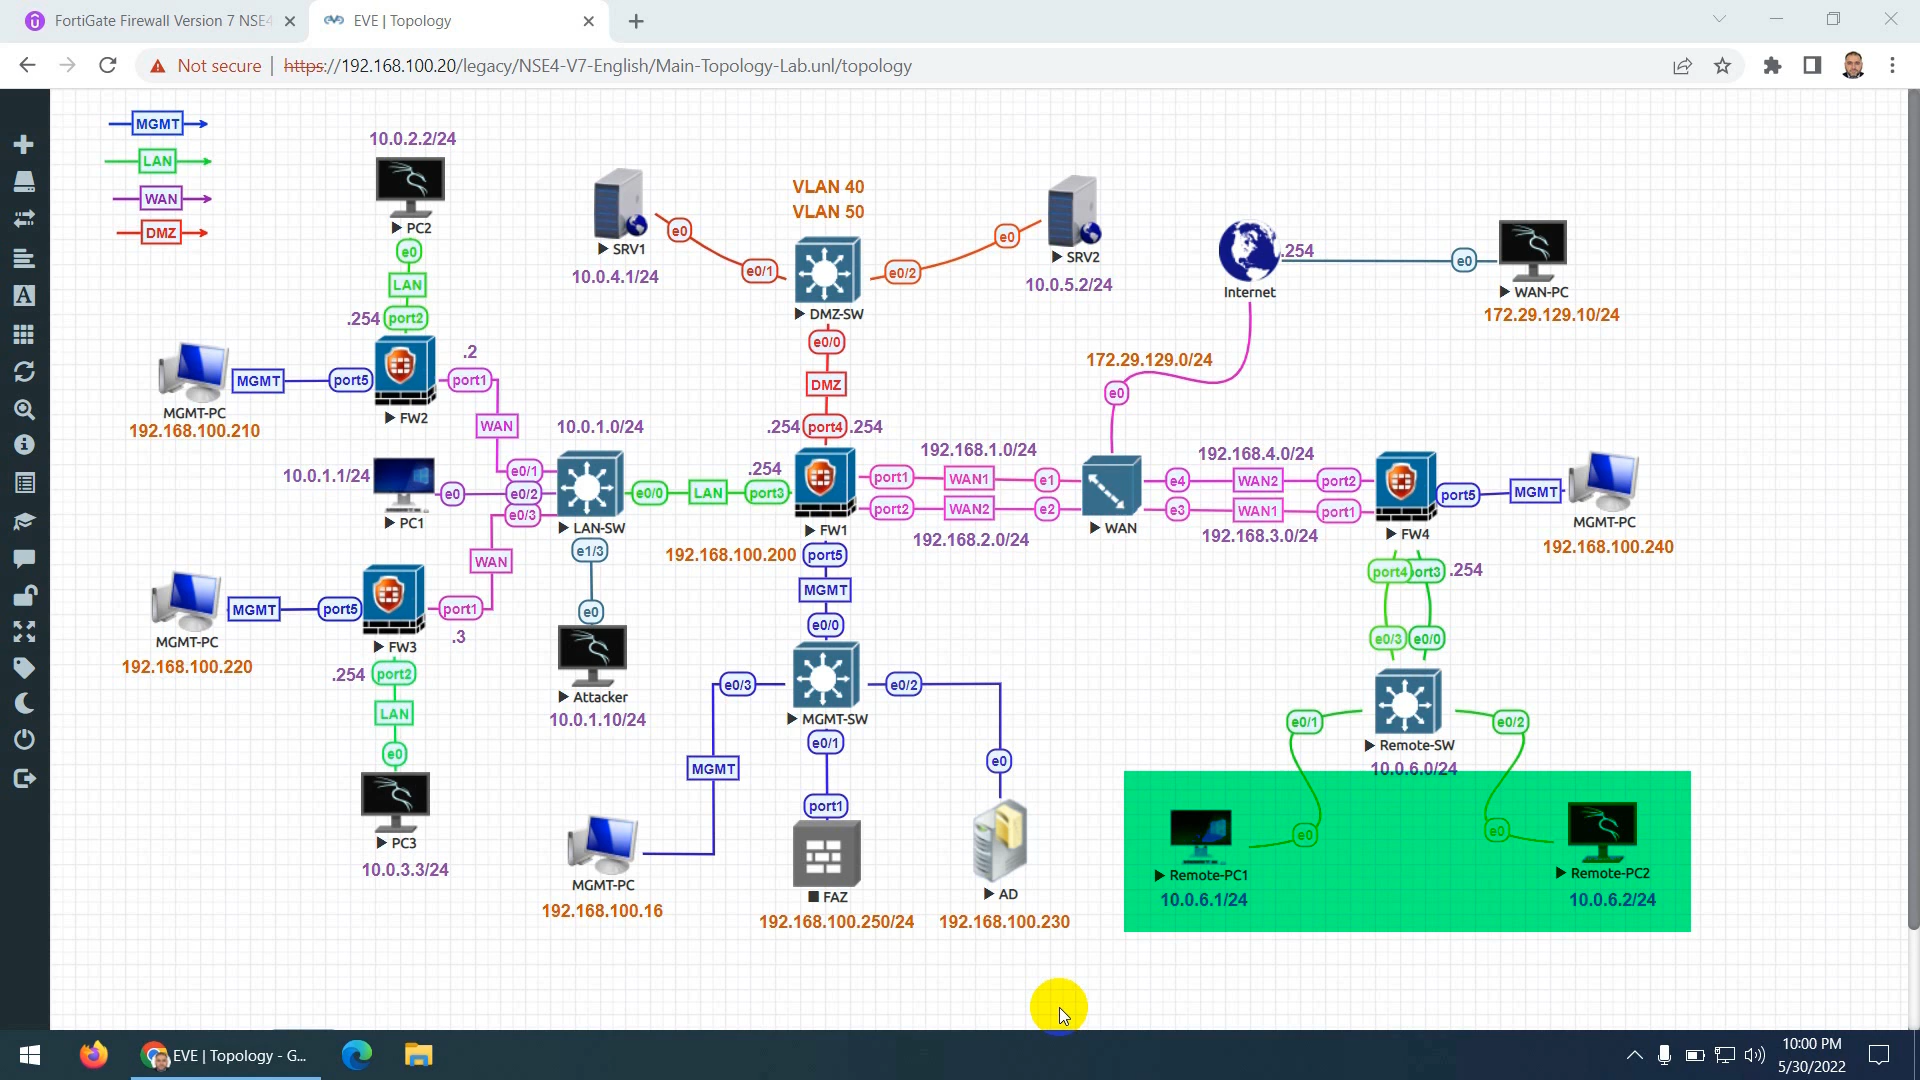 FortiGate Firewall Version 7 NSE4
EVE | Topology
Not secure | https://192.168.100.20/legacy/NSE4-V7-English/Main-Topology-Lab.unl/topology
MGMT
LAN
WAN
DMZ
10.0.2.2/24
PC2
e0
LAN
.254 port2
MGMT-PC
192.168.100.210
MGMT
port5
FW2
.2
port1
WAN
SRV1
10.0.4.1/24
e0
e0/1
VLAN 40
VLAN 50
DMZ-SW
e0/2
e0
SRV2
10.0.5.2/24
e0/0
DMZ
.254 port4 .254
Internet
.254
e0
WAN-PC
172.29.129.10/24
172.29.129.0/24
e0
10.0.1.1/24
PC1
e0
e0/1
e0/2
e0/3
10.0.1.0/24
LAN-SW
e0/0
LAN
.254
port3
FW1
port1
WAN1
e1
192.168.1.0/24
port2
WAN2
e2
192.168.2.0/24
WAN
192.168.4.0/24
e4
WAN2
port2
e3
WAN1
port1
192.168.3.0/24
FW4
port5
MGMT
MGMT-PC
192.168.100.240
MGMT-PC
192.168.100.220
MGMT
port5
FW3
port1
.3
WAN
.254 port2
LAN
e0
PC3
10.0.3.3/24
e1/3
e0
Attacker
10.0.1.10/24
192.168.100.200
port5
MGMT
e0/0
MGMT-SW
e0/3
MGMT
MGMT-PC
192.168.100.16
e0/1
port1
FAZ
192.168.100.250/24
e0/2
e0
AD
192.168.100.230
port4
port3
.254
e0/3
e0/0
Remote-SW
10.0.6.0/24
e0/1
e0/2
e0
e0
Remote-PC1
10.0.6.1/24
Remote-PC2
10.0.6.2/24
EVE | Topology - G...
10:00 PM
5/30/2022